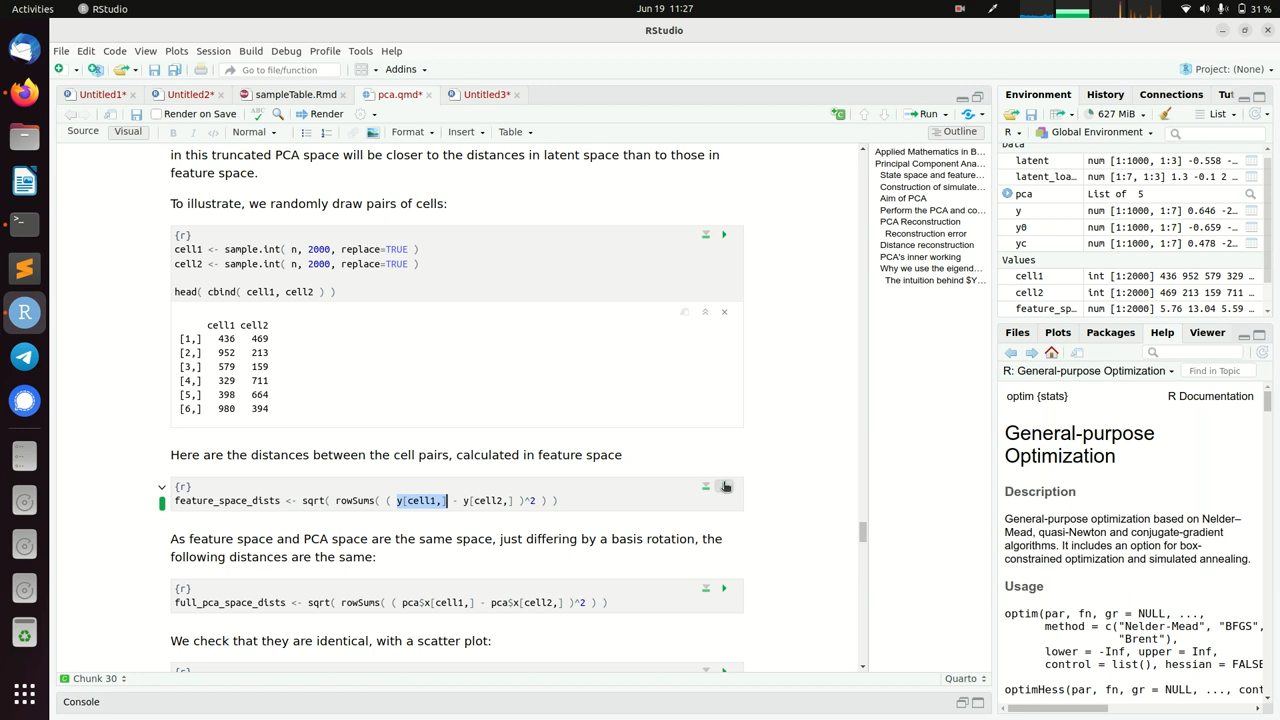 Activities
RStudio
Jun 19 11:27
31 %
RStudio
File Edit Code View Plots Session Build Debug Profile Tools Help
Go to file/function
Addins
Project: (None)
Untitled1*
Untitled2*
sampleTable.Rmd
pca.qmd*
Untitled3*
Render on Save
Render
Run
Source
Visual
Normal
Format
Insert
Table
Outline
in this truncated PCA space will be closer to the distances in latent space than to those in
feature space.
To illustrate, we randomly draw pairs of cells:
{r}
cell1 <- sample.int( n, 2000, replace=TRUE )
cell2 <- sample.int( n, 2000, replace=TRUE )
head( cbind( cell1, cell2 ) )
cell1 cell2
[1,] 436 469
[2,] 952 213
[3,] 579 159
[4,] 329 711
[5,] 398 664
[6,] 980 394
Here are the distances between the cell pairs, calculated in feature space
{r}
feature_space_dists <- sqrt( rowSums( ( y[cell1,] - y[cell2,] )^2 ) )
As feature space and PCA space are the same space, just differing by a basis rotation, the
following distances are the same:
{r}
full_pca_space_dists <- sqrt( rowSums( ( pca$x[cell1,] - pca$x[cell2,] )^2 ) )
We check that they are identical, with a scatter plot:
{r}
Chunk 30
Quarto
Console
Applied Mathematics in B...
Principal Component Ana...
State space and feature...
Construction of simulate...
Aim of PCA
Perform the PCA and co...
PCA Reconstruction
Reconstruction error
Distance reconstruction
PCA's inner working
Why we use the eigend...
The intuition behind $Y...
Environment
History
Connections
Tut
627 MiB
List
R
Global Environment
Data
latent num [1:1000, 1:3] -0.558 -...
latent_loa... num [1:7, 1:3] 1.3 -0.1 2 ...
pca List of 5
y num [1:1000, 1:7] 0.646 -2...
y0 num [1:1000, 1:7] -0.659 -...
yc num [1:1000, 1:7] 0.478 -2...
Values
cell1 int [1:2000] 436 952 579 329 ...
cell2 int [1:2000] 469 213 159 711 ...
feature_sp... num [1:2000] 5.76 13.04 5.59 ...
Files
Plots
Packages
Help
Viewer
R: General-purpose Optimization
Find in Topic
optim {stats}
R Documentation
General-purpose
Optimization
Description
General-purpose optimization based on Nelder–
Mead, quasi-Newton and conjugate-gradient
algorithms. It includes an option for box-
constrained optimization and simulated annealing.
Usage
optim(par, fn, gr = NULL, ...,
method = c("Nelder-Mead", "BFGS",
"Brent"),
lower = -Inf, upper = Inf,
control = list(), hessian = FALSE
optimHess(par, fn, gr = NULL, ..., cont